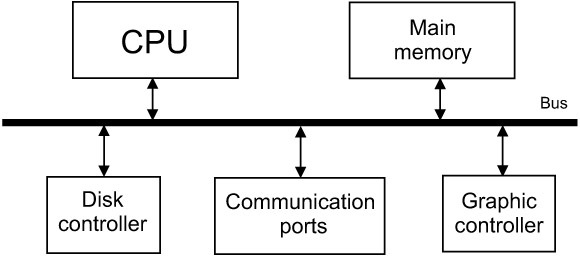 CPU
Main
memory
Bus
Disk
controller
Communication
ports
Graphic
controller